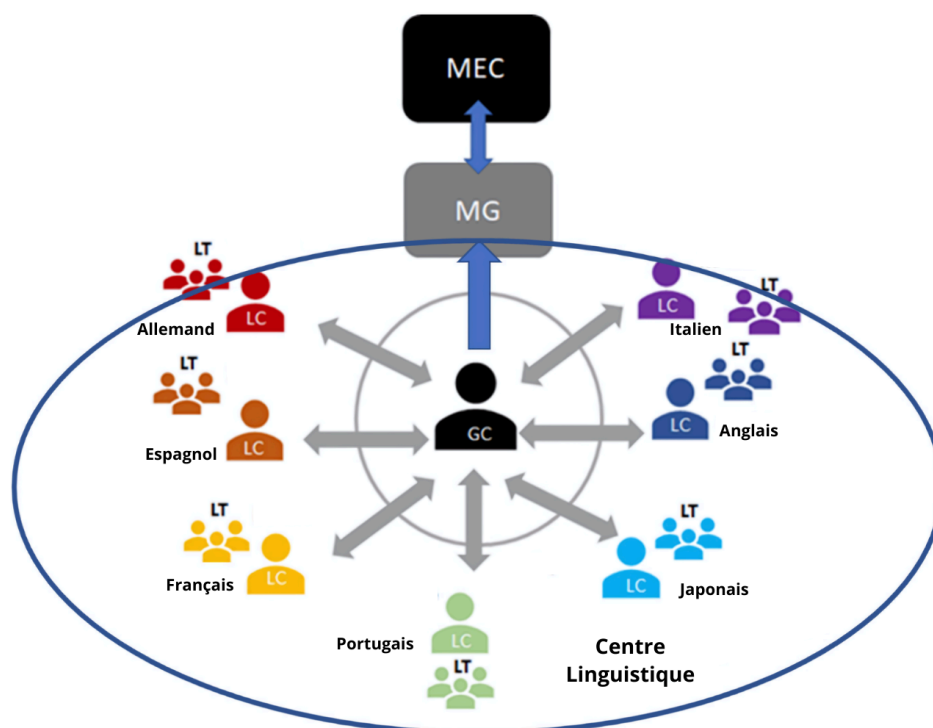 MEC
MG
LT
LC
Allemand
LC
Italien
LT
LT
LC
Espagnol
GC
LT
LC
Anglais
LT
LC
Français
LT
LC
Japonais
Portugais
LC
LT
Centre
Linguistique